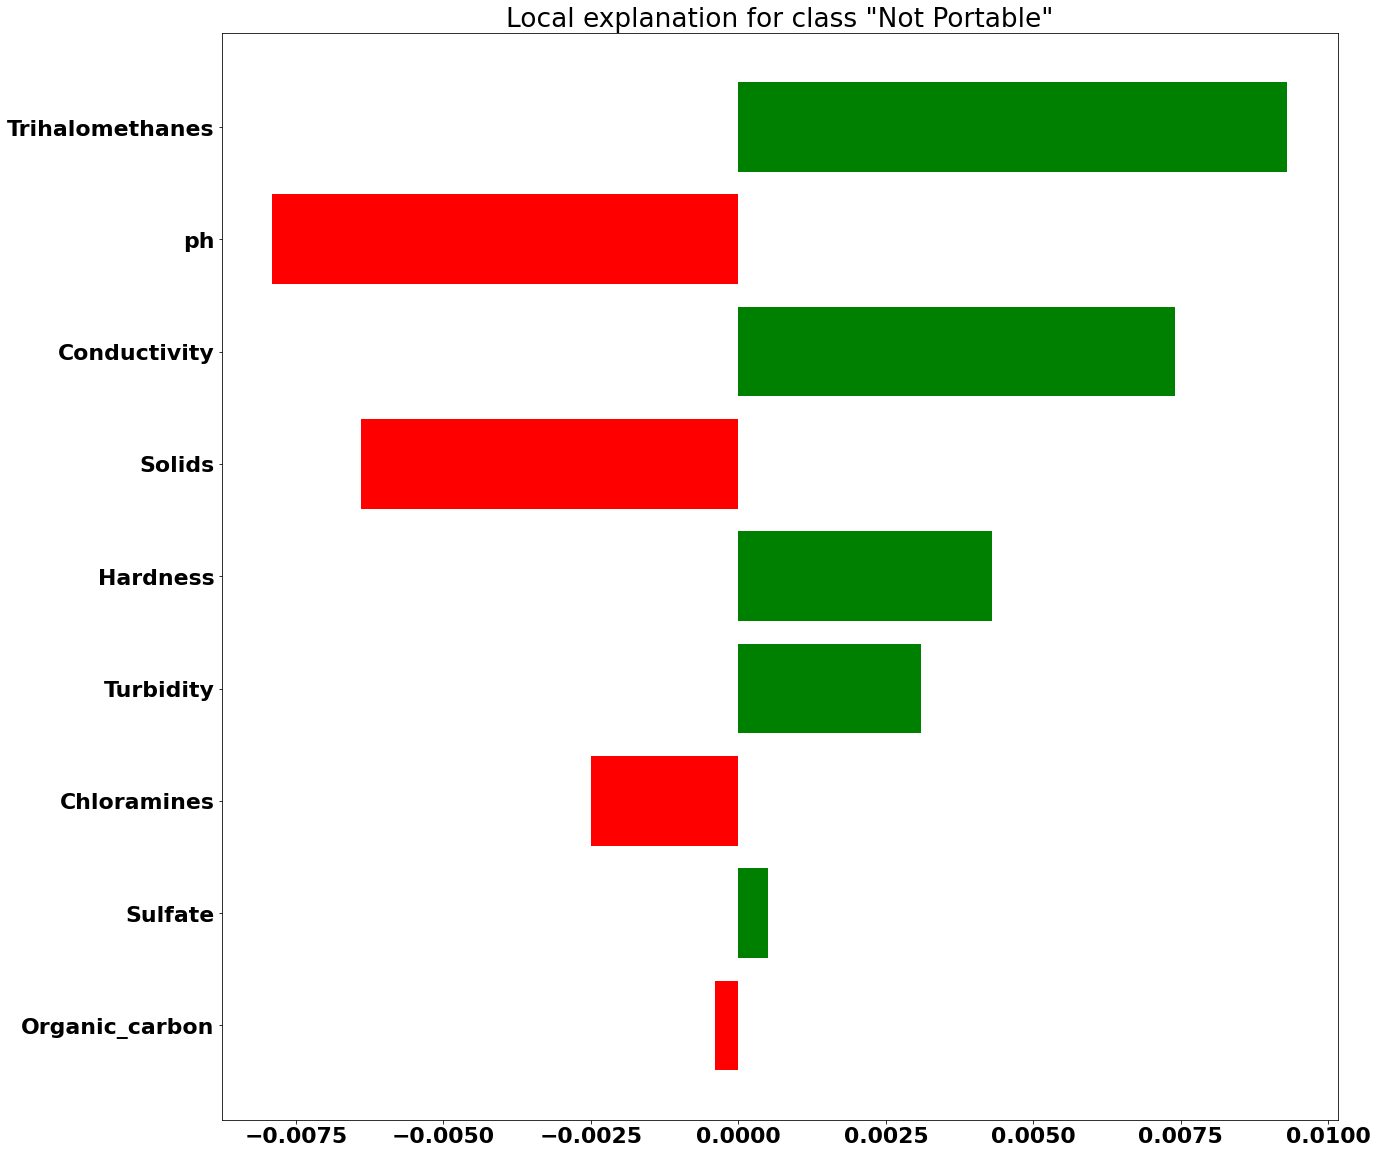 Local explanation for class "Not Portable"
Trihalomethanes
ph
Conductivity
Solids
Hardness
Turbidity
Chloramines
Sulfate
Organic_carbon
−0.0075 −0.0050 −0.0025 0.0000 0.0025 0.0050 0.0075 0.0100